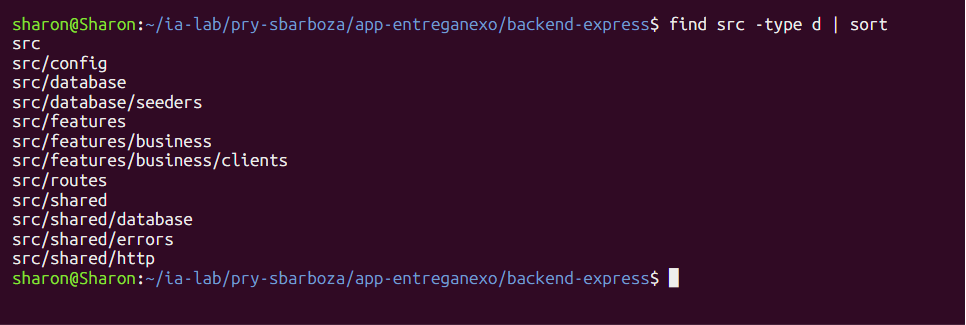 sharon@Sharon:~/ia-lab/pry-sbarboza/app-entreganexo/backend-express$ find src -type d | sort
src
src/config
src/database
src/database/seeders
src/features
src/features/business
src/features/business/clients
src/routes
src/shared
src/shared/database
src/shared/errors
src/shared/http
sharon@Sharon:~/ia-lab/pry-sbarboza/app-entreganexo/backend-express$